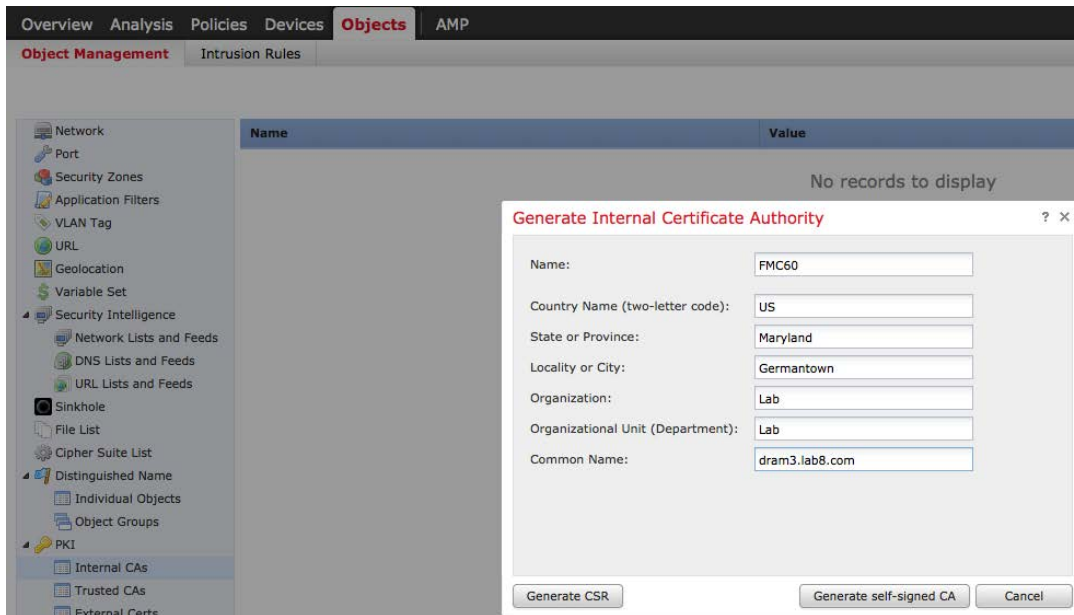 Overview Analysis Policies Devices Objects AMP
Object Management Intrusion Rules
Network
Port
Security Zones
Application Filters
VLAN Tag
URL
Geolocation
Variable Set
Security Intelligence
Network Lists and Feeds
DNS Lists and Feeds
URL Lists and Feeds
Sinkhole
File List
Cipher Suite List
Distinguished Name
Individual Objects
Object Groups
PKI
Internal CAs
Trusted CAs
External Certs
Name Value
No records to display
Generate Internal Certificate Authority ? ×
Name: FMC60
Country Name (two-letter code): US
State or Province: Maryland
Locality or City: Germantown
Organization: Lab
Organizational Unit (Department): Lab
Common Name: dram3.lab8.com
Generate CSR Generate self-signed CA Cancel